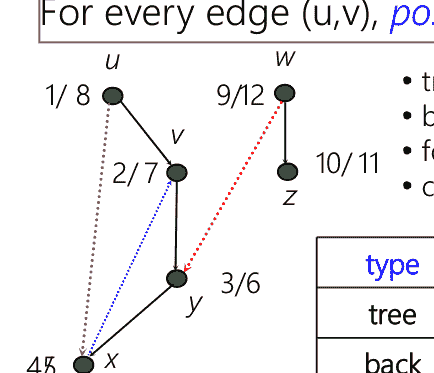 For every edge (u,v), po
u
w
1/ 8
9/12
• t
• b
• f
• c
v
2/ 7
10/ 11
z
type
3/6
y
tree
x
back